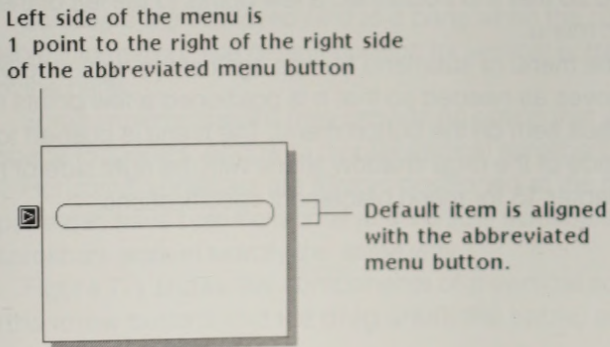 Left side of the menu is
1 point to the right of the right side
of the abbreviated menu button
Default item is aligned
with the abbreviated
menu button.